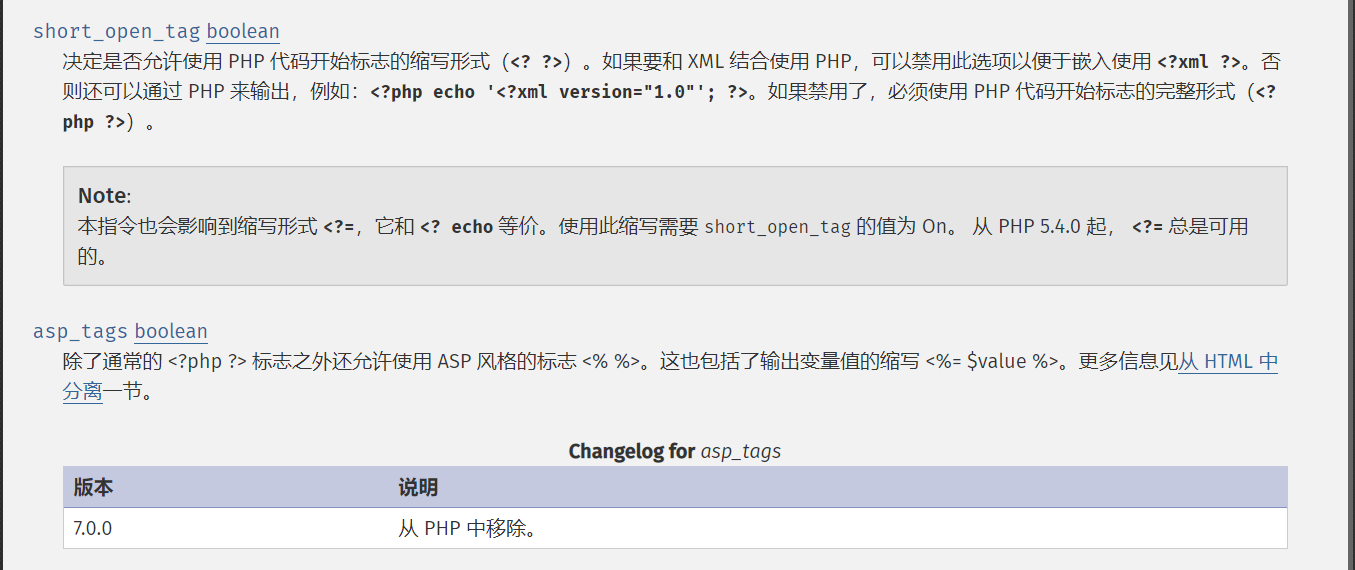 short_open_tag boolean
决定是否允许使用 PHP 代码开始标志的缩写形式（<? ?>）。如果要和 XML 结合使用 PHP，可以禁用此选项以便于嵌入使用 <?xml ?>。否
则还可以通过 PHP 来输出，例如：<?php echo '<?xml version="1.0"'; ?>。如果禁用了，必须使用 PHP 代码开始标志的完整形式（<?
php ?>）。
Note:
本指令也会影响到缩写形式 <?=，它和 <? echo 等价。使用此缩写需要 short_open_tag 的值为 On。 从 PHP 5.4.0 起， <?= 总是可用
的。
asp_tags boolean
除了通常的 <?php ?> 标志之外还允许使用 ASP 风格的标志 <% %>。这也包括了输出变量值的缩写 <%= $value %>。更多信息见从 HTML 中
分离一节。
Changelog for asp_tags
版本 说明
7.0.0 从 PHP 中移除。